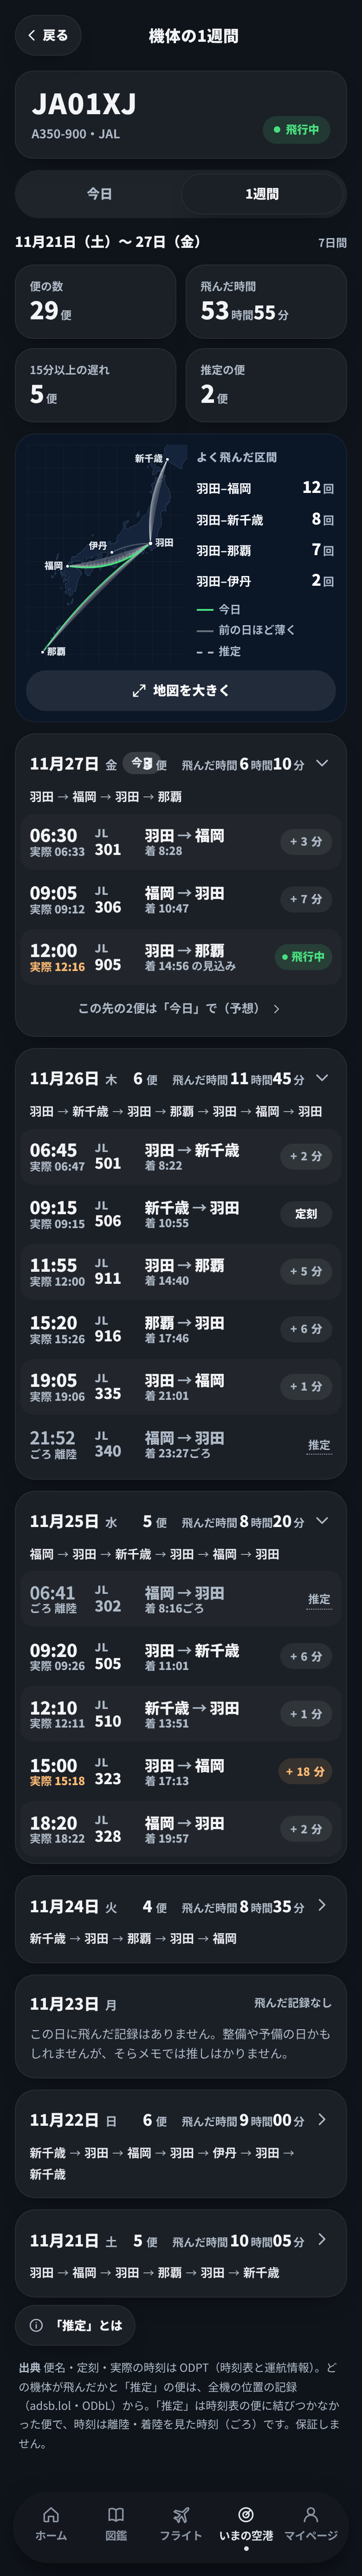 戻る
機体の1週間
JA01XJ
A350-900・JAL
飛行中
今日
1週間
11月21日（土）〜 27日（金）
7日間
便の数
29 便
飛んだ時間
53 時間 55 分
15分以上の遅れ
5 便
推定の便
2 便
新千歳
羽田
伊丹
福岡
那覇
よく飛んだ区間
羽田–福岡 12 回
羽田–新千歳 8 回
羽田–那覇 7 回
羽田–伊丹 2 回
今日
前の日ほど薄く
推定
地図を大きく
11月27日 金 今日 3 便 飛んだ時間 6 時間 10 分
羽田 → 福岡 → 羽田 → 那覇
06:30 JL 羽田 → 福岡 + 3 分
実際 06:33 301 着 8:28
09:05 JL 福岡 → 羽田 + 7 分
実際 09:12 306 着 10:47
12:00 JL 羽田 → 那覇 飛行中
実際 12:16 905 着 14:56 の見込み
この先の2便は「今日」で（予想）
11月26日 木 6 便 飛んだ時間 11 時間 45 分
羽田 → 新千歳 → 羽田 → 那覇 → 羽田 → 福岡 → 羽田
06:45 JL 羽田 → 新千歳 + 2 分
実際 06:47 501 着 8:22
09:15 JL 新千歳 → 羽田 定刻
実際 09:15 506 着 10:55
11:55 JL 羽田 → 那覇 + 5 分
実際 12:00 911 着 14:40
15:20 JL 那覇 → 羽田 + 6 分
実際 15:26 916 着 17:46
19:05 JL 羽田 → 福岡 + 1 分
実際 19:06 335 着 21:01
21:52 JL 福岡 → 羽田 推定
ごろ 離陸 340 着 23:27ごろ
11月25日 水 5 便 飛んだ時間 8 時間 20 分
福岡 → 羽田 → 新千歳 → 羽田 → 福岡 → 羽田
06:41 JL 福岡 → 羽田 推定
ごろ 離陸 302 着 8:16ごろ
09:20 JL 羽田 → 新千歳 + 6 分
実際 09:26 505 着 11:01
12:10 JL 新千歳 → 羽田 + 1 分
実際 12:11 510 着 13:51
15:00 JL 羽田 → 福岡 + 18 分
実際 15:18 323 着 17:13
18:20 JL 福岡 → 羽田 + 2 分
実際 18:22 328 着 19:57
11月24日 火 4 便 飛んだ時間 8 時間 35 分
新千歳 → 羽田 → 那覇 → 羽田 → 福岡
11月23日 月 飛んだ記録なし
この日に飛んだ記録はありません。整備や予備の日かも
しれませんが、そらメモでは推しはかりません。
11月22日 日 6 便 飛んだ時間 9 時間 00 分
新千歳 → 羽田 → 福岡 → 羽田 → 伊丹 → 羽田 →
新千歳
11月21日 土 5 便 飛んだ時間 10 時間 05 分
羽田 → 福岡 → 羽田 → 那覇 → 羽田 → 新千歳
「推定」とは
出典 便名・定刻・実際の時刻は ODPT（時刻表と運航情報）。ど
の機体が飛んだかと「推定」の便は、全機の位置の記録
（adsb.lol・ODbL）から。「推定」は時刻表の便に結びつかなか
った便で、時刻は離陸・着陸を見た時刻（ごろ）です。保証しま
せん。
ホーム
図鑑
フライト
いまの空港
マイページ